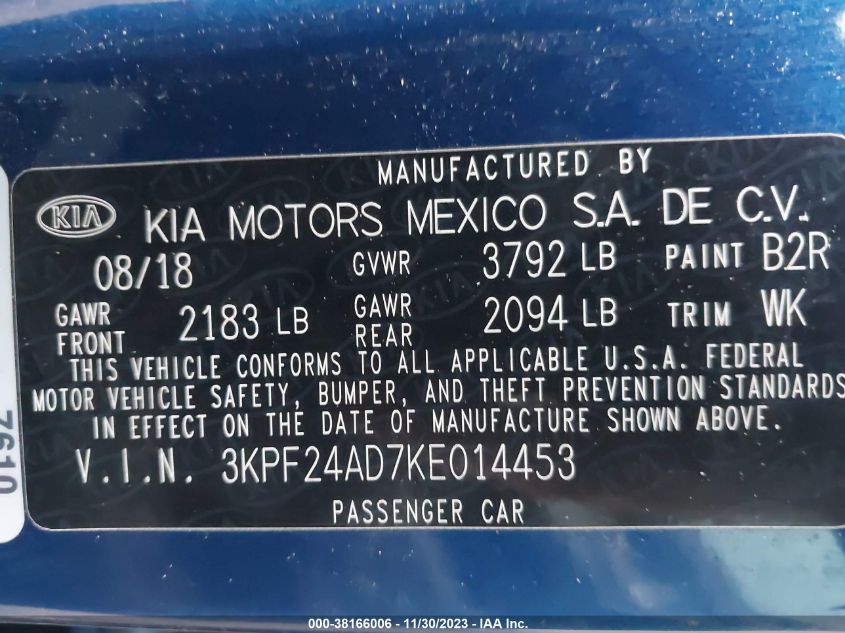 MANUFACTURED BY
KIA KIA MOTORS MEXICO S.A. DE C.V.
08/18 GVWR 3792 LB PAINT B2R
GAWR FRONT 2183 LB GAWR REAR 2094 LB TRIM WK
THIS VEHICLE CONFORMS TO ALL APPLICABLE U.S.A. FEDERAL
MOTOR VEHICLE SAFETY, BUMPER, AND THEFT PREVENTION STANDARDS
IN EFFECT ON THE DATE OF MANUFACTURE SHOWN ABOVE.
V.I.N. 3KPF24AD7KE014453
PASSENGER CAR
000-38166006 - 11/30/2023 - IAA Inc.